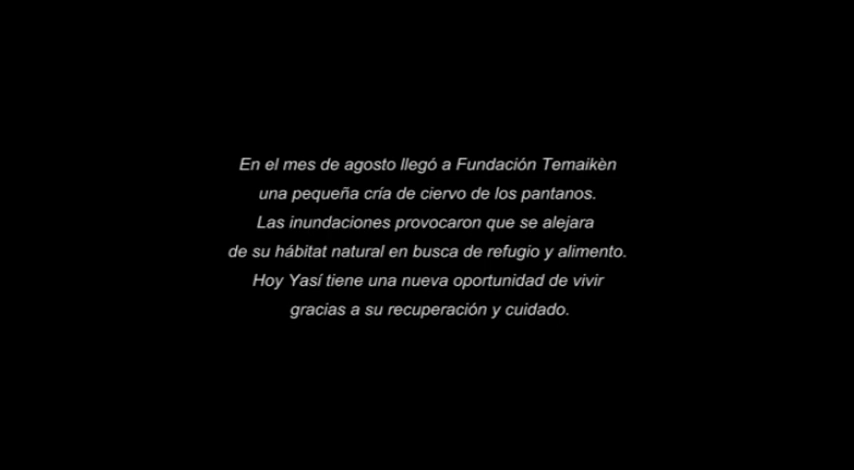 En el mes de agosto llegó a Fundación Temaikèn
una pequeña cría de ciervo de los pantanos.
Las inundaciones provocaron que se alejara
de su hábitat natural en busca de refugio y alimento.
Hoy Yasí tiene una nueva oportunidad de vivir
gracias a su recuperación y cuidado.